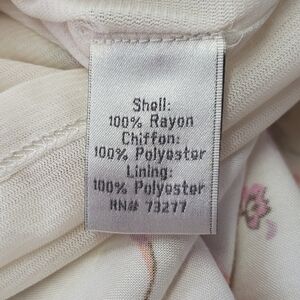 Shell:
100% Rayon
Chiffon:
100% Polyester
Lining:
100% Polyester
RN# 73277